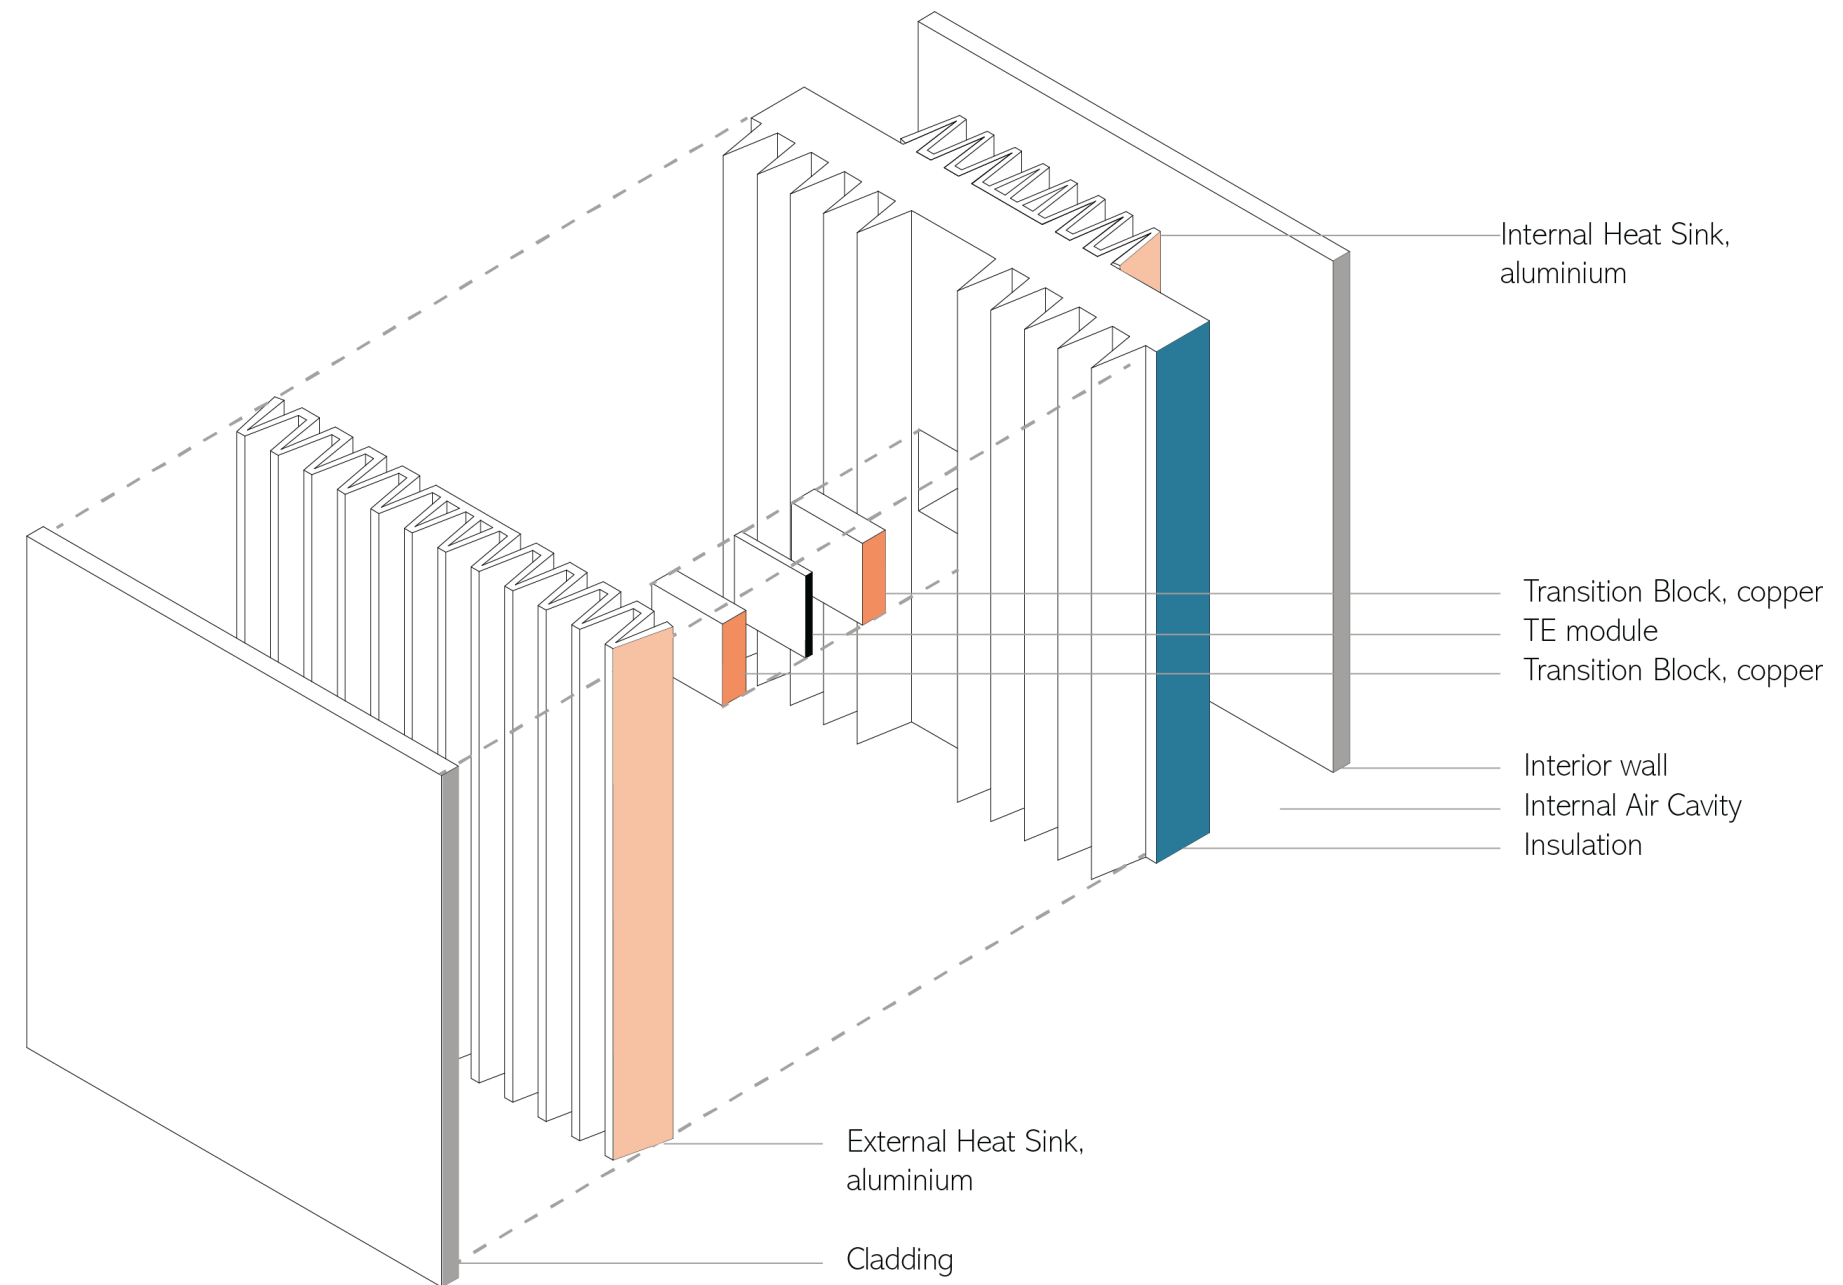 Internal Heat Sink,
aluminium
Transition Block, copper
TE module
Transition Block, copper
Interior wall
Internal Air Cavity
Insulation
External Heat Sink,
aluminium
Cladding